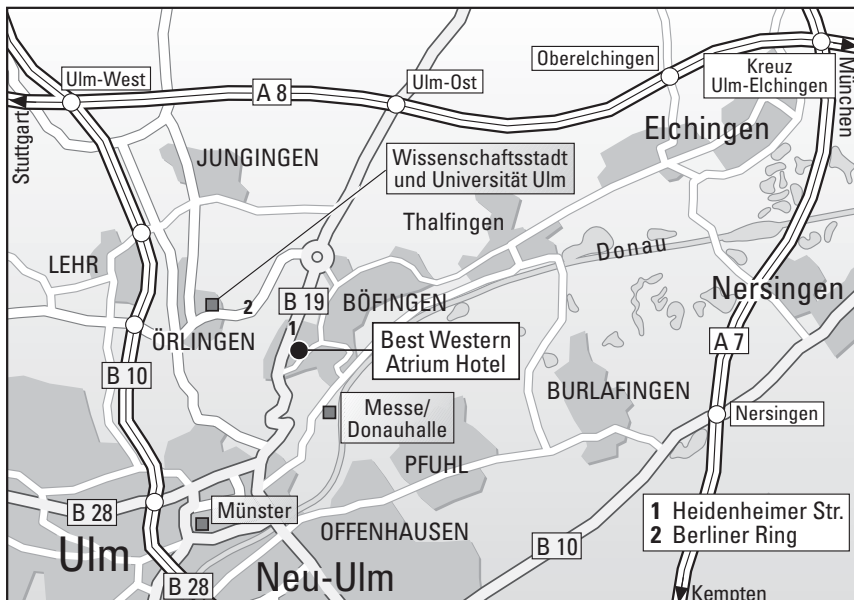 Ulm-West
Ulm-Ost
Oberelchingen
Kreuz
Ulm-Elchingen
München
Stuttgart
A 8
Elchingen
JUNGINGEN
Wissenschaftsstadt
und Universität Ulm
Thalfingen
Donau
LEHR
Nersingen
2
B 19
BÖFINGEN
1
ÖRLINGEN
Best Western
Atrium Hotel
A 7
B 10
BURLAFINGEN
Messe/
Donauhalle
Nersingen
PFUHL
B 28
Münster
OFFENHAUSEN
1 Heidenheimer Str.
2 Berliner Ring
Ulm
B 10
B 28
Neu-Ulm
Kempten